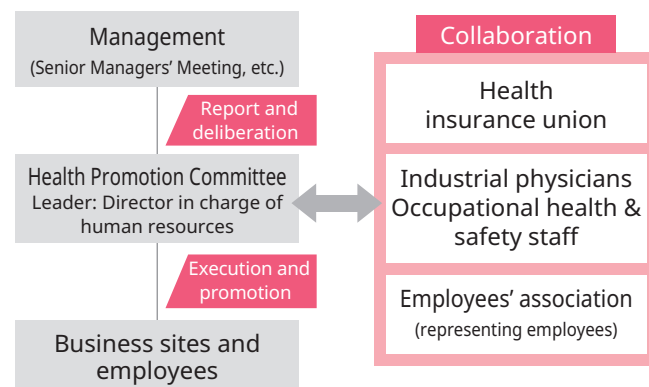 Management
(Senior Managers’ Meeting, etc.)
Report and
deliberation
Health Promotion Committee
Leader: Director in charge of
human resources
Execution and
promotion
Business sites and
employees
Collaboration
Health
insurance union
Industrial physicians
Occupational health &
safety staff
Employees’ association
(representing employees)